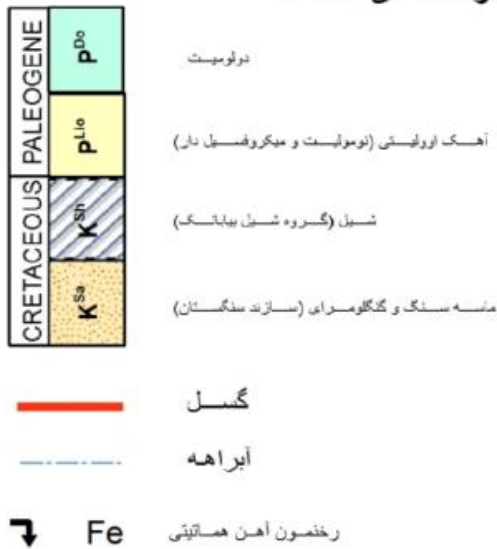 PALEOGENE
P^Do دولومیت
P^Lio آهک اوولیتی (نومولیت و میکروفسیل دار)
CRETACEOUS
K^Sh شیل (گروه شیل بیابانک)
K^Sa ماسه سنگ و کنگلومرای (سازند سنگستان)
گسل
آبراهه
Fe رخنمون آهن هماتیتی